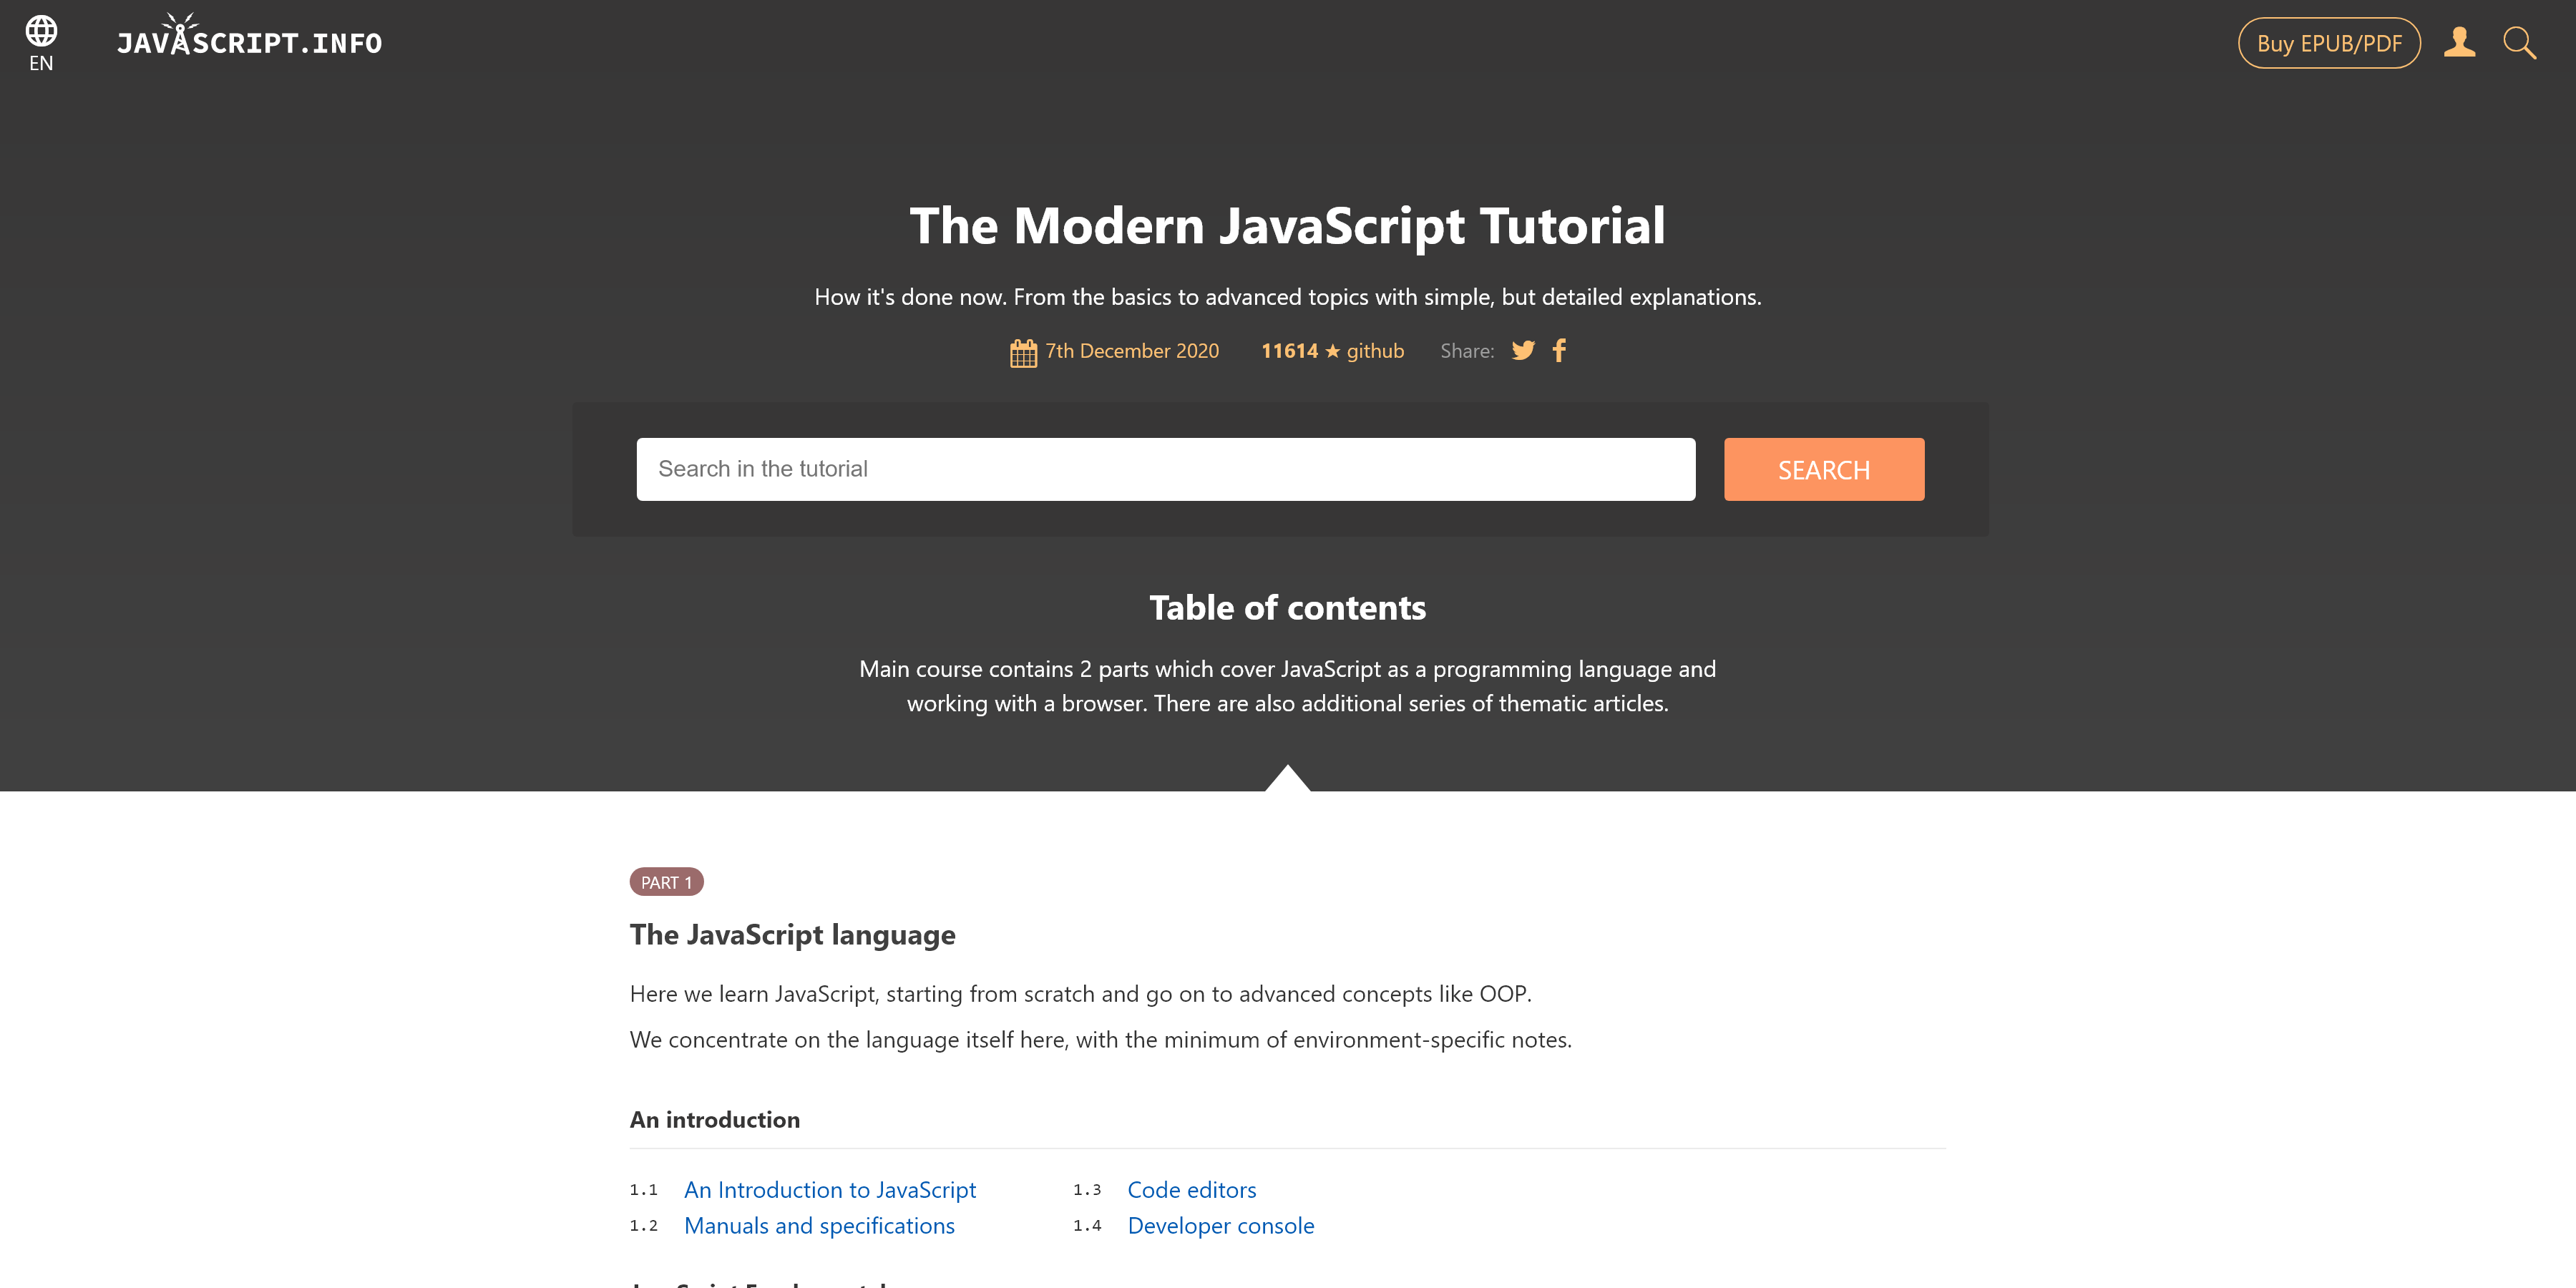 EN
JAVASCRIPT.INFO
Buy EPUB/PDF
The Modern JavaScript Tutorial
How it's done now. From the basics to advanced topics with simple, but detailed explanations.
7th December 2020 11614 ★ github Share:
Search in the tutorial
SEARCH
Table of contents
Main course contains 2 parts which cover JavaScript as a programming language and
working with a browser. There are also additional series of thematic articles.
PART 1
The JavaScript language
Here we learn JavaScript, starting from scratch and go on to advanced concepts like OOP.
We concentrate on the language itself here, with the minimum of environment-specific notes.
An introduction
1.1 An Introduction to JavaScript
1.2 Manuals and specifications
1.3 Code editors
1.4 Developer console